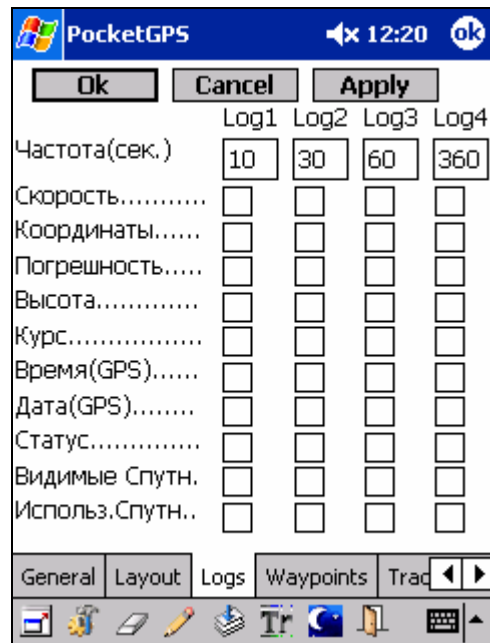 PocketGPS 12:20 ok
Ok Cancel Apply
Log1 Log2 Log3 Log4
Частота(сек.) 10 30 60 360
Скорость...........
Координаты......
Погрешность.....
Высота.............
Курс.................
Время(GPS)......
Дата(GPS)........
Статус..............
Видимые Спутн.
Использ.Спутн..
General Layout Logs Waypoints Trac
Tr